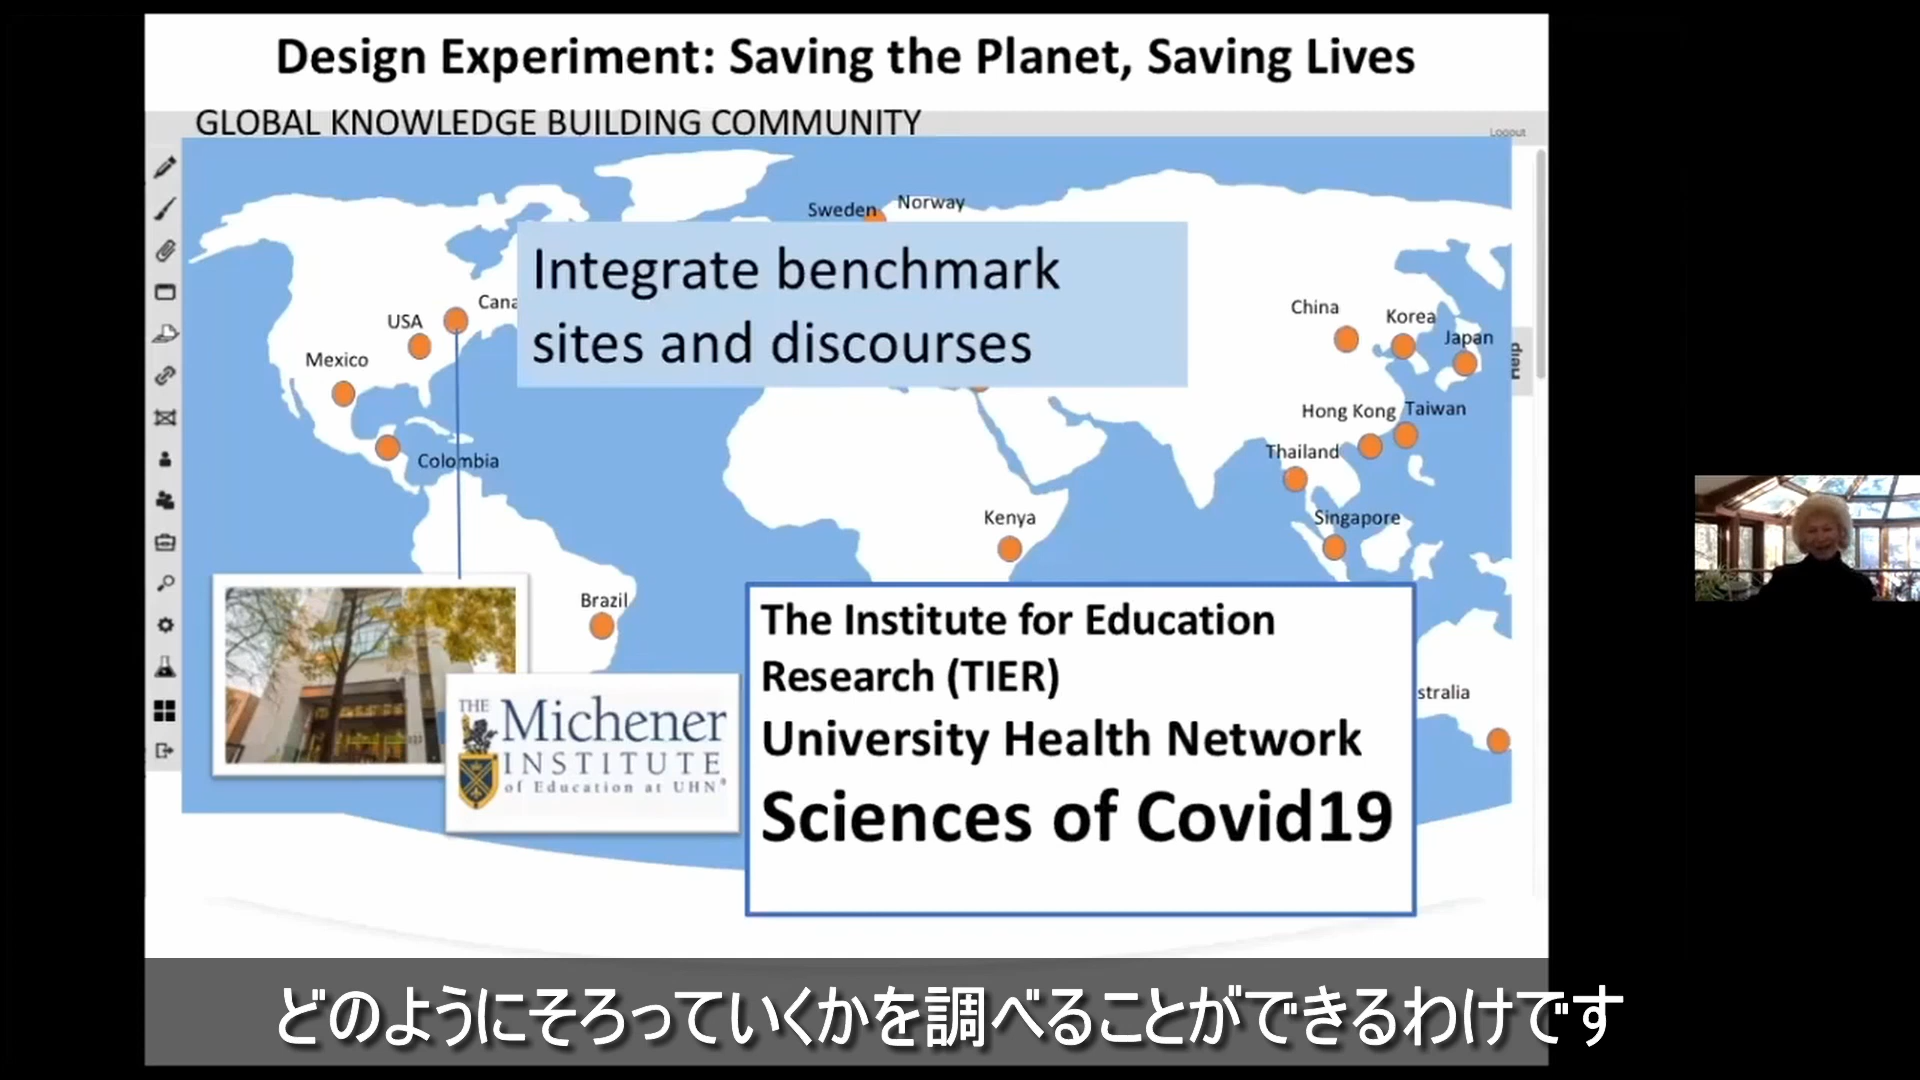 Design Experiment: Saving the Planet, Saving Lives
GLOBAL KNOWLEDGE BUILDING COMMUNITY
Logout
Sweden
Norway
Integrate benchmark
sites and discourses
Cana
USA
Mexico
Colombia
Brazil
Kenya
China
Korea
Japan
Help
Hong Kong
Taiwan
Thailand
Singapore
stralia
THE
Michener
INSTITUTE
of Education at UHN
The Institute for Education
Research (TIER)
University Health Network
Sciences of Covid19
どのようにそろっていくかを調べることができるわけです